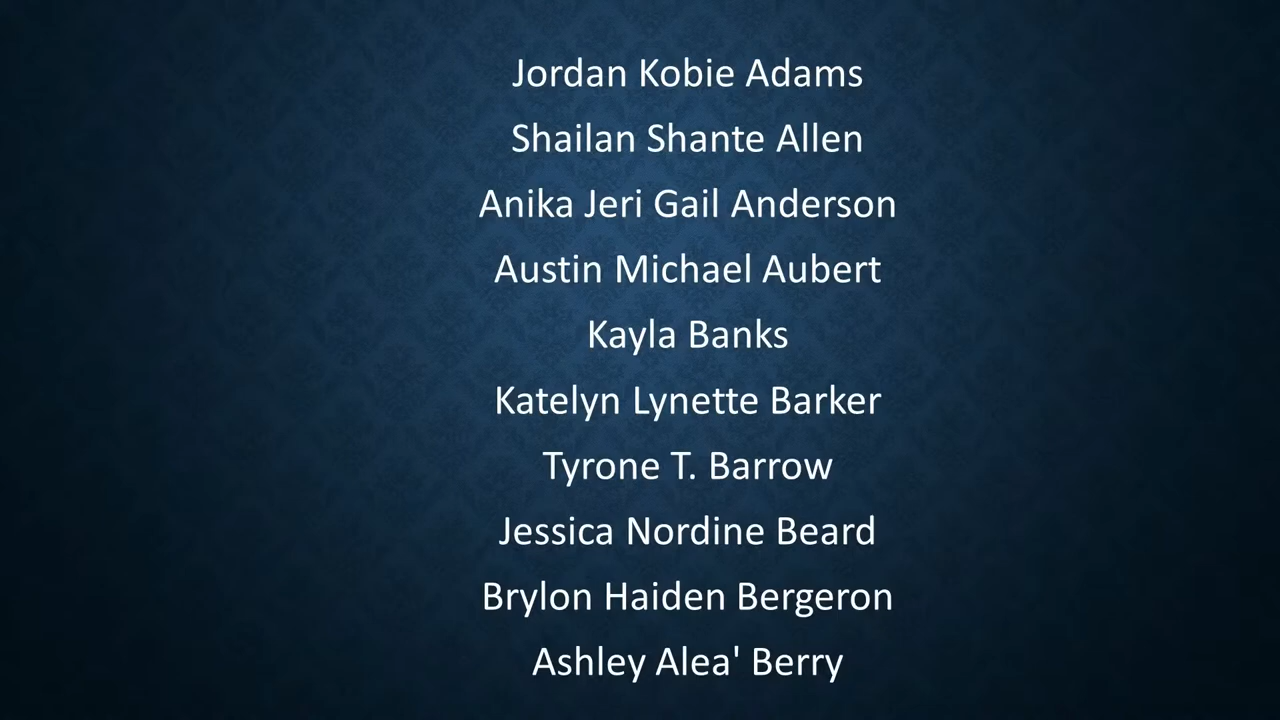 Jordan Kobie Adams
Shailan Shante Allen
Anika Jeri Gail Anderson
Austin Michael Aubert
Kayla Banks
Katelyn Lynette Barker
Tyrone T. Barrow
Jessica Nordine Beard
Brylon Haiden Bergeron
Ashley Alea' Berry